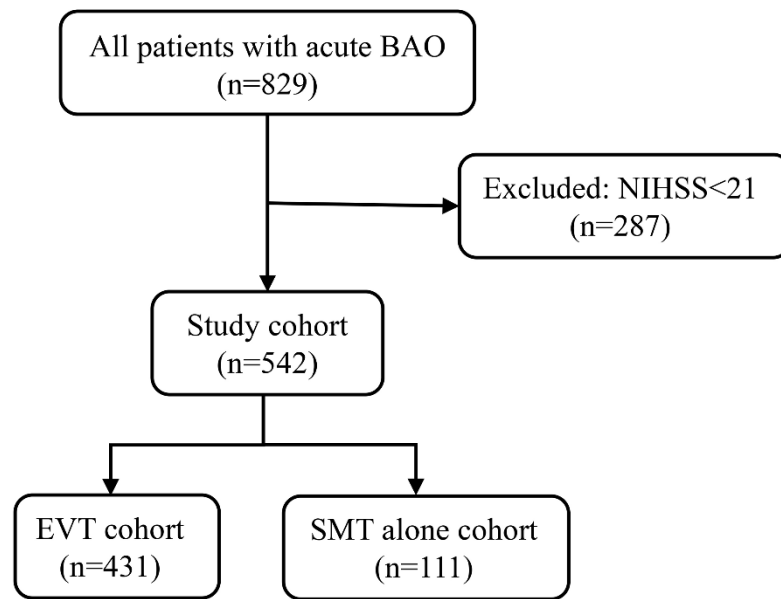 All patients with acute BAO
(n=829)
Excluded: NIHSS<21
(n=287)
Study cohort
(n=542)
EVT cohort
(n=431)
SMT alone cohort
(n=111)